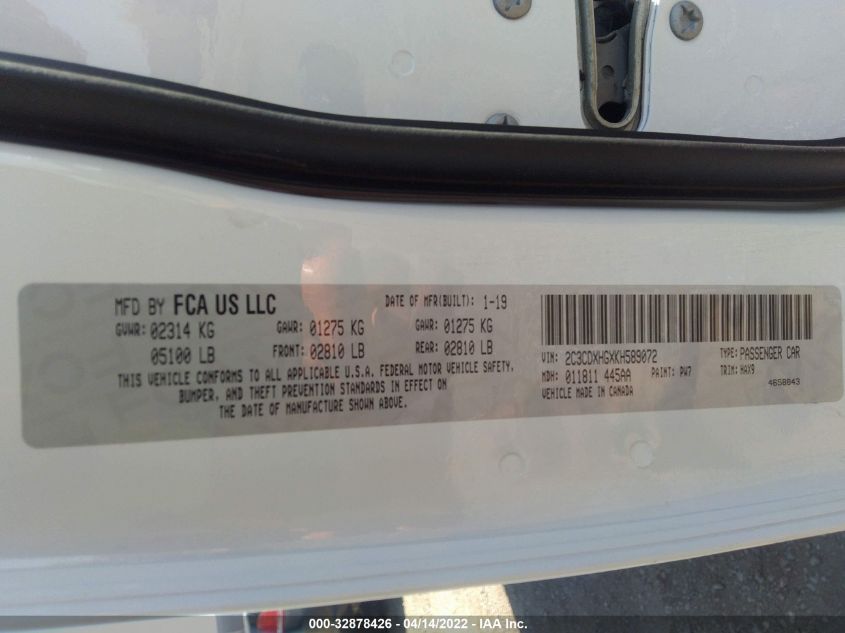 MFD BY FCA US LLC DATE OF MFR(BUILT): 1-19
GVWR: 02314 KG GAWR: 01275 KG GAWR: 01275 KG
05100 LB FRONT: 02810 LB REAR: 02810 LB
THIS VEHICLE CONFORMS TO ALL APPLICABLE U.S.A. FEDERAL MOTOR VEHICLE SAFETY,
BUMPER, AND THEFT PREVENTION STANDARDS IN EFFECT ON
THE DATE OF MANUFACTURE SHOWN ABOVE.
VIN: 2C3CDXHGXKH589072 TYPE: PASSENGER CAR
MDH: 011811 445AA PAINT: PW7 TRIM: HAX9
VEHICLE MADE IN CANADA 4658043
000-32878426 - 04/14/2022 - IAA Inc.